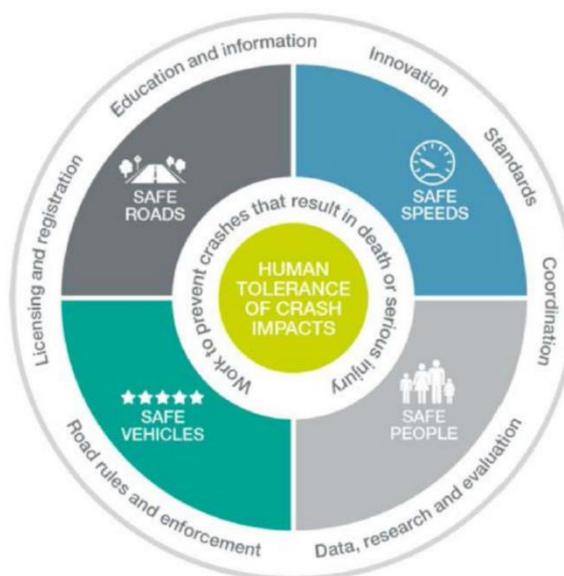 Education and information
Innovation
Standards
Coordination
Data, research and evaluation
Road rules and enforcement
Licensing and registration
SAFE
ROADS
SAFE
SPEEDS
Work to prevent crashes that result in death or serious injury
HUMAN
TOLERANCE
OF CRASH
IMPACTS
SAFE
VEHICLES
SAFE
PEOPLE